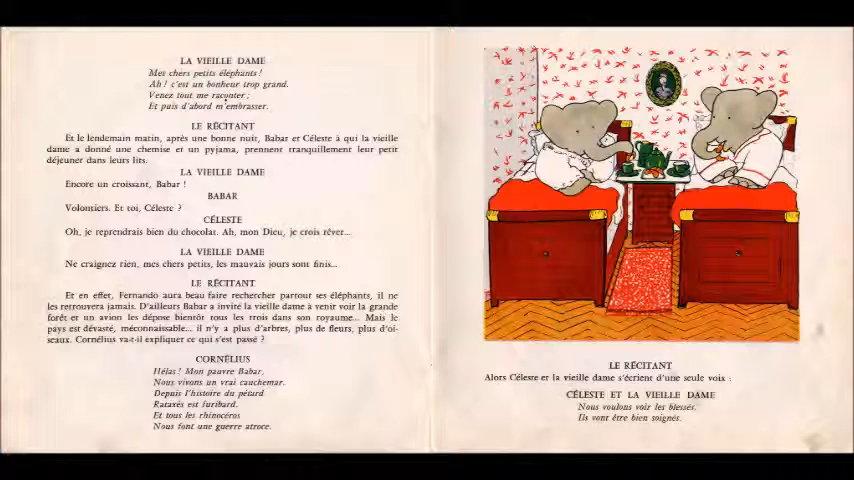 LA VIEILLE DAME
Mes chers petits éléphants !
Ah ! c'est un bonheur trop grand.
Venez tout me raconter ;
Et puis d'abord m'embrasser.
LE RÉCITANT
Et le lendemain matin, après une bonne nuit, Babar et Céleste à qui la vieille
dame a donné une chemise et un pyjama, prennent tranquillement leur petit
déjeuner dans leurs lits.
LA VIEILLE DAME
Encore un croissant, Babar !
BABAR
Volontiers. Et toi, Céleste ?
CÉLESTE
Oh, je reprendrais bien du chocolat. Ah, mon Dieu, je crois rêver...
LA VIEILLE DAME
Ne craignez rien, mes chers petits, les mauvais jours sont finis...
LE RÉCITANT
Et en effet, Fernando aura beau faire rechercher partout ses éléphants, il ne
les retrouvera jamais. D'ailleurs Babar a invité la vieille dame à venir voir la grande
forêt et un avion les dépose bientôt tous les trois dans son royaume... Mais le
pays est dévasté, méconnaissable... il n'y a plus d'arbres, plus de fleurs, plus d'oi-
seaux. Cornélius va-t-il expliquer ce qui s'est passé ?
CORNÉLIUS
Hélas ! Mon pauvre Babar,
Nous vivons un vrai cauchemar.
Depuis l'histoire du pétard
Rataxès est furibard.
Et tous les rhinocéros
Nous font une guerre atroce.
LE RÉCITANT
Alors Céleste et la vieille dame s'écrient d'une seule voix :
CÉLESTE ET LA VIEILLE DAME
Nous voulons voir les blessés.
Ils vont être bien soignés.